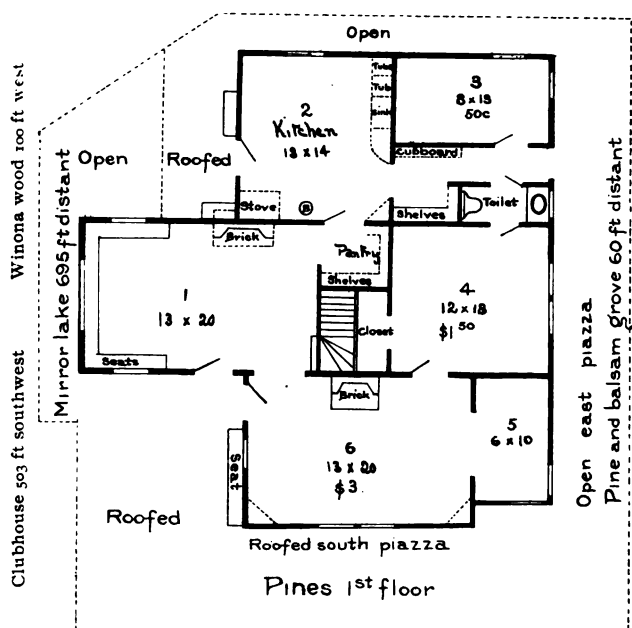 Open
Winona wood 100 ft west
Clubhouse 503 ft southwest
Mirror lake 695 ft distant
Open
Roofed
2
Kitchen
13 x 14
Tub
Tub
Sink
3
8 x 13
50c
Cubboard
Stove
B
Shelves
Toilet
Brick
Pantry
Shelves
1
13 x 20
Seats
Closet
4
12 x 18
$1 50
Brick
5
6 x 10
6
13 x 20
$3
Seat
Roofed
Roofed south piazza
Open east piazza
Pine and balsam grove 60 ft distant
Pines 1st floor